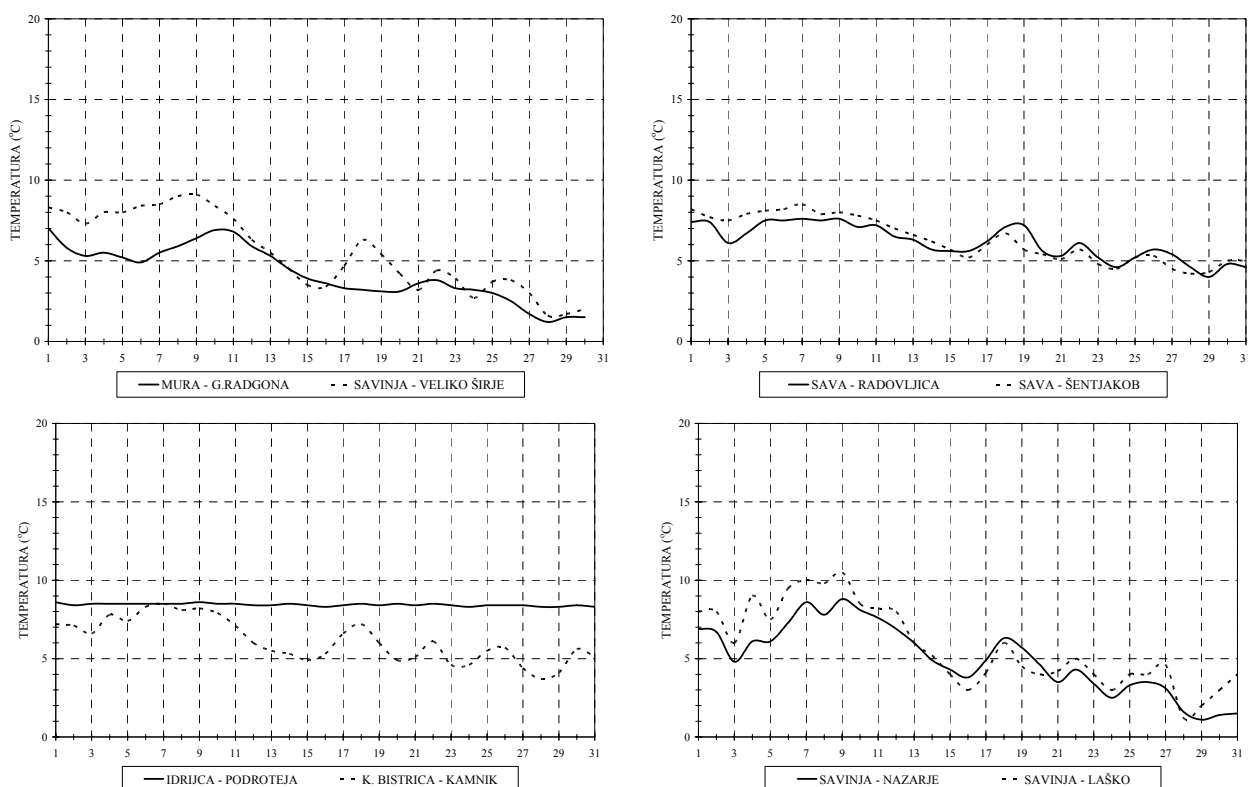 TEMPERATURA (°C)
20
15
10
5
0
1 3 5 7 9 11 13 15 17 19 21 23 25 27 29 31
MURA - G.RADGONA SAVINJA - VELIKO ŠIRJE
TEMPERATURA (°C)
20
15
10
5
0
1 3 5 7 9 11 13 15 17 19 21 23 25 27 29 31
SAVA - RADOVLJICA SAVA - ŠENTJAKOB
TEMPERATURA (°C)
20
15
10
5
0
1 3 5 7 9 11 13 15 17 19 21 23 25 27 29 31
IDRIJCA - PODROTEJA K. BISTRICA - KAMNIK
TEMPERATURA (°C)
20
15
10
5
0
1 3 5 7 9 11 13 15 17 19 21 23 25 27 29 31
SAVINJA - NAZARJE SAVINJA - LAŠKO